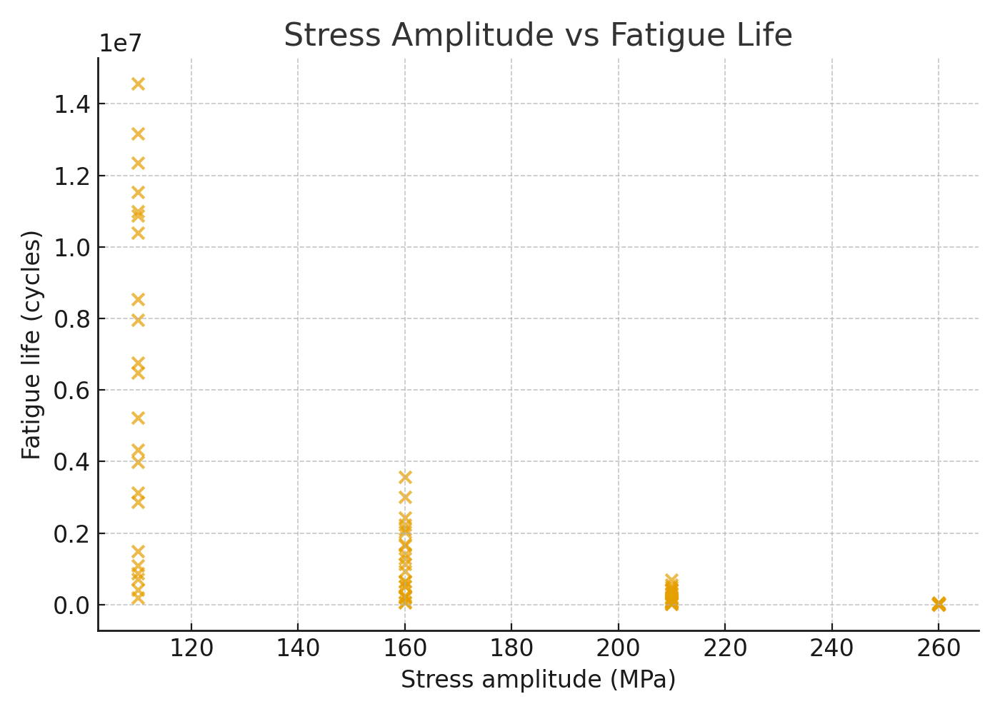 Stress Amplitude vs Fatigue Life
1e7
1.4
1.2
1.0
0.8
0.6
0.4
0.2
0.0
Fatigue life (cycles)
120 140 160 180 200 220 240 260
Stress amplitude (MPa)